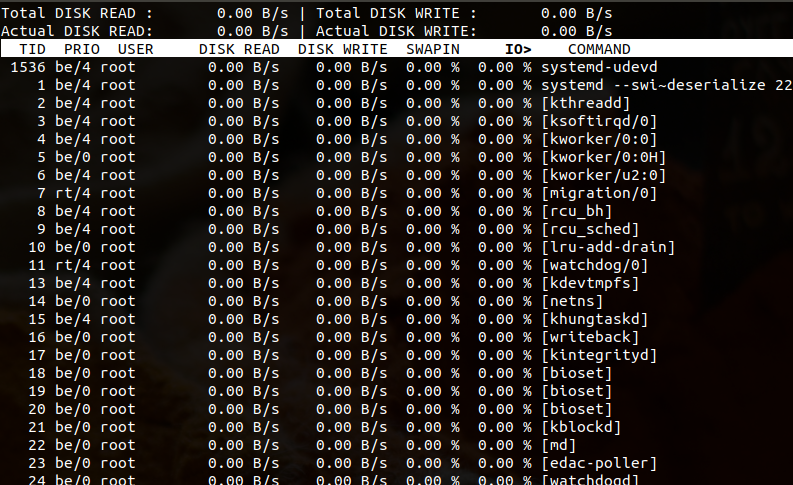 Total DISK READ :       0.00 B/s | Total DISK WRITE :       0.00 B/s
Actual DISK READ:       0.00 B/s | Actual DISK WRITE:       0.00 B/s
  TID  PRIO  USER     DISK READ  DISK WRITE  SWAPIN     IO>    COMMAND
 1536 be/4 root        0.00 B/s    0.00 B/s  0.00 %  0.00 % systemd-udevd
    1 be/4 root        0.00 B/s    0.00 B/s  0.00 %  0.00 % systemd --swi~deserialize 22
    2 be/4 root        0.00 B/s    0.00 B/s  0.00 %  0.00 % [kthreadd]
    3 be/4 root        0.00 B/s    0.00 B/s  0.00 %  0.00 % [ksoftirqd/0]
    4 be/4 root        0.00 B/s    0.00 B/s  0.00 %  0.00 % [kworker/0:0]
    5 be/0 root        0.00 B/s    0.00 B/s  0.00 %  0.00 % [kworker/0:0H]
    6 be/4 root        0.00 B/s    0.00 B/s  0.00 %  0.00 % [kworker/u2:0]
    7 rt/4 root        0.00 B/s    0.00 B/s  0.00 %  0.00 % [migration/0]
    8 be/4 root        0.00 B/s    0.00 B/s  0.00 %  0.00 % [rcu_bh]
    9 be/4 root        0.00 B/s    0.00 B/s  0.00 %  0.00 % [rcu_sched]
   10 be/0 root        0.00 B/s    0.00 B/s  0.00 %  0.00 % [lru-add-drain]
   11 rt/4 root        0.00 B/s    0.00 B/s  0.00 %  0.00 % [watchdog/0]
   13 be/4 root        0.00 B/s    0.00 B/s  0.00 %  0.00 % [kdevtmpfs]
   14 be/0 root        0.00 B/s    0.00 B/s  0.00 %  0.00 % [netns]
   15 be/4 root        0.00 B/s    0.00 B/s  0.00 %  0.00 % [khungtaskd]
   16 be/0 root        0.00 B/s    0.00 B/s  0.00 %  0.00 % [writeback]
   17 be/0 root        0.00 B/s    0.00 B/s  0.00 %  0.00 % [kintegrityd]
   18 be/0 root        0.00 B/s    0.00 B/s  0.00 %  0.00 % [bioset]
   19 be/0 root        0.00 B/s    0.00 B/s  0.00 %  0.00 % [bioset]
   20 be/0 root        0.00 B/s    0.00 B/s  0.00 %  0.00 % [bioset]
   21 be/0 root        0.00 B/s    0.00 B/s  0.00 %  0.00 % [kblockd]
   22 be/0 root        0.00 B/s    0.00 B/s  0.00 %  0.00 % [md]
   23 be/0 root        0.00 B/s    0.00 B/s  0.00 %  0.00 % [edac-poller]
   24 be/0 root        0.00 B/s    0.00 B/s  0.00 %  0.00 % [watchdogd]